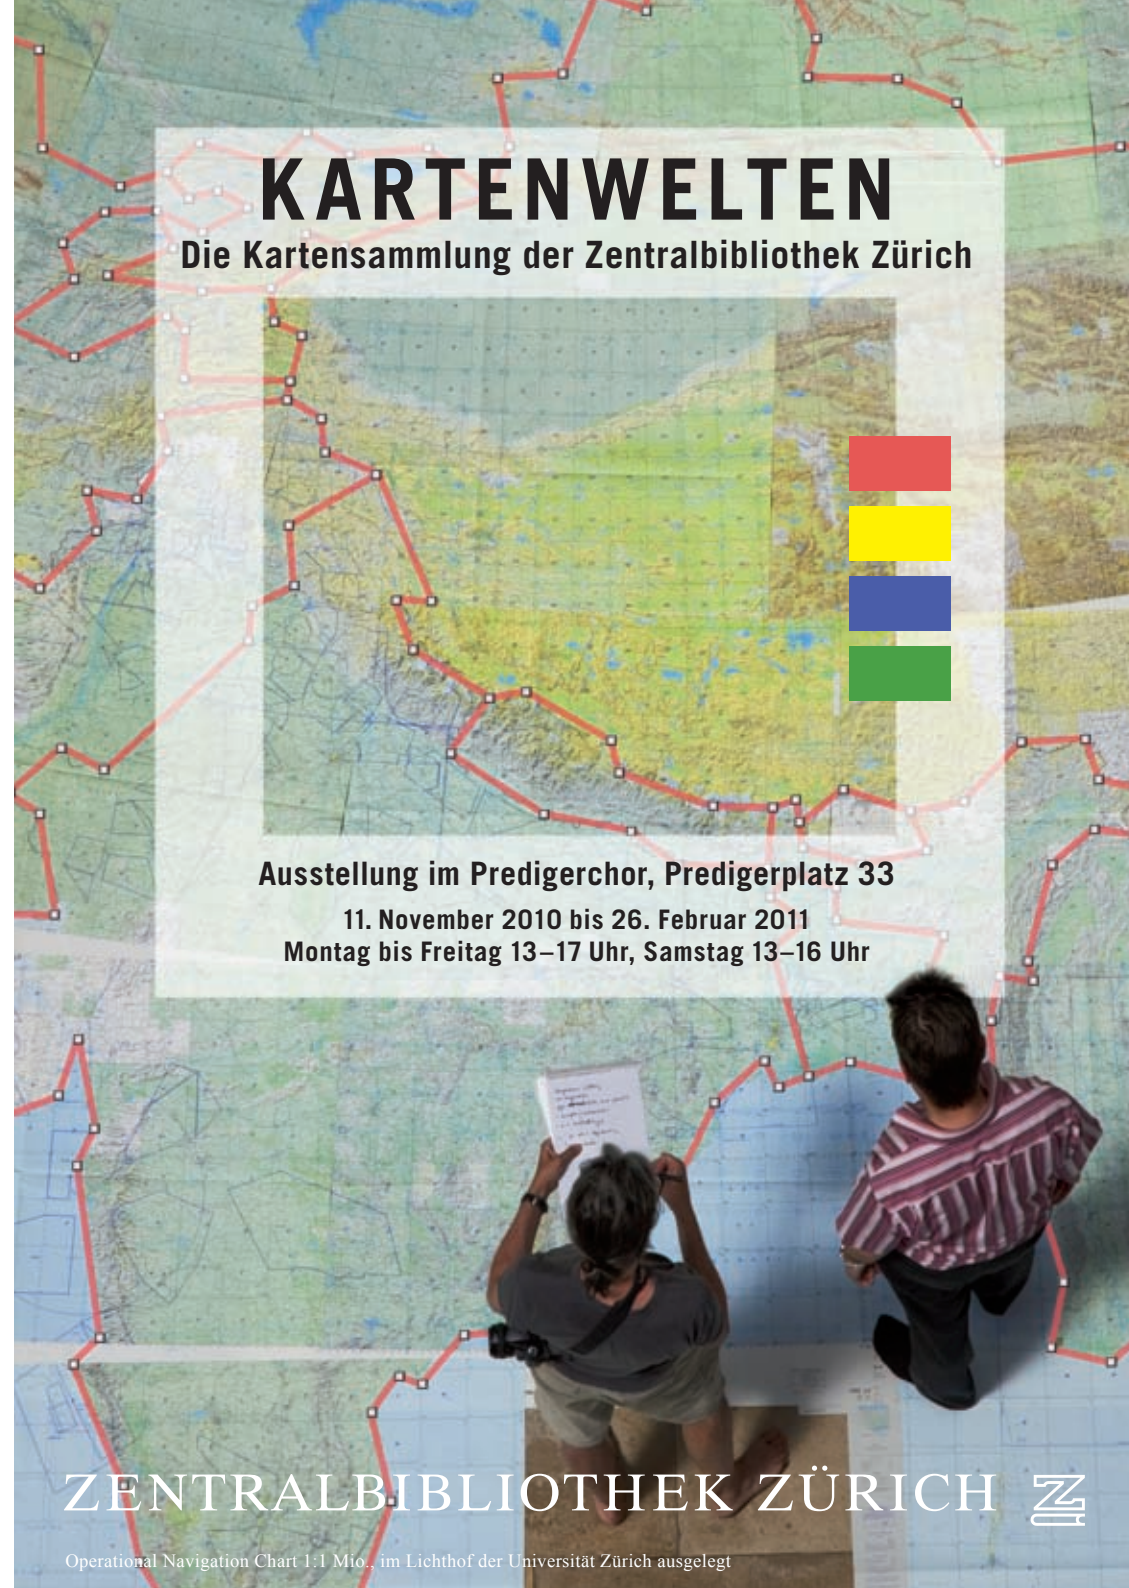 KARTENWELTEN
Die Kartensammlung der Zentralbibliothek Zürich
Ausstellung im Predigerchor, Predigerplatz 33
11. November 2010 bis 26. Februar 2011
Montag bis Freitag 13–17 Uhr, Samstag 13–16 Uhr
ZENTRALBIBLIOTHEK ZÜRICH
Operational Navigation Chart 1:1 Mio., im Lichthof der Universität Zürich ausgelegt